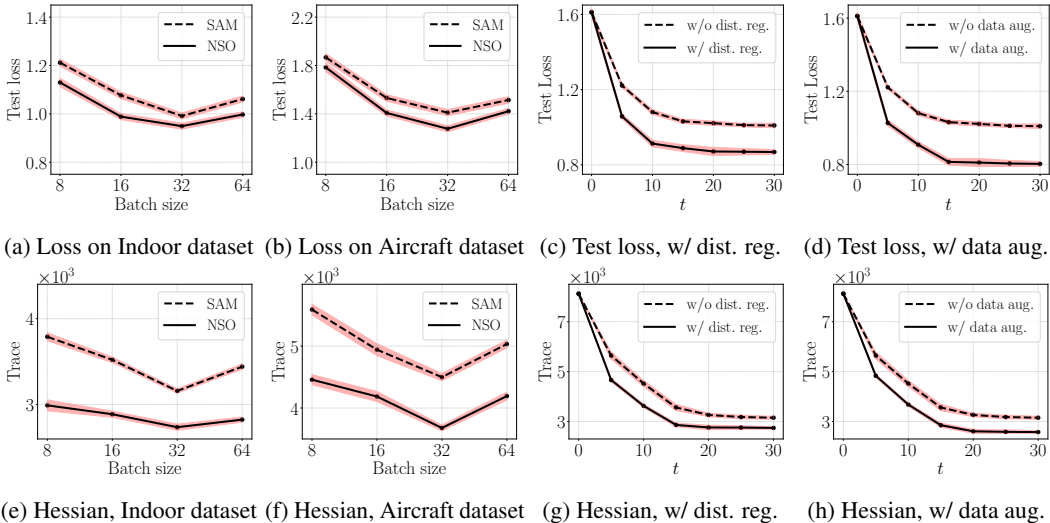 1.4
1.2
1.0
0.8
Test loss
SAM
NSO
8 16 32 64
Batch size
(a) Loss on Indoor dataset
2.2
1.8
1.4
1.0
Test loss
SAM
NSO
8 16 32 64
Batch size
(b) Loss on Aircraft dataset
1.6
1.2
0.8
Test Loss
w/o dist. reg.
w/ dist. reg.
0 10 20 30
t
(c) Test loss, w/ dist. reg.
1.6
1.2
0.8
Test Loss
w/o data aug.
w/ data aug.
0 10 20 30
t
(d) Test loss, w/ data aug.
×10³
4
3
Trace
SAM
NSO
8 16 32 64
Batch size
(e) Hessian, Indoor dataset
×10³
5
4
Trace
SAM
NSO
8 16 32 64
Batch size
(f) Hessian, Aircraft dataset
×10³
7
5
3
Trace
w/o dist. reg.
w/ dist. reg.
0 10 20 30
t
(g) Hessian, w/ dist. reg.
×10³
7
5
3
Trace
w/o data aug.
w/ data aug.
0 10 20 30
t
(h) Hessian, w/ data aug.